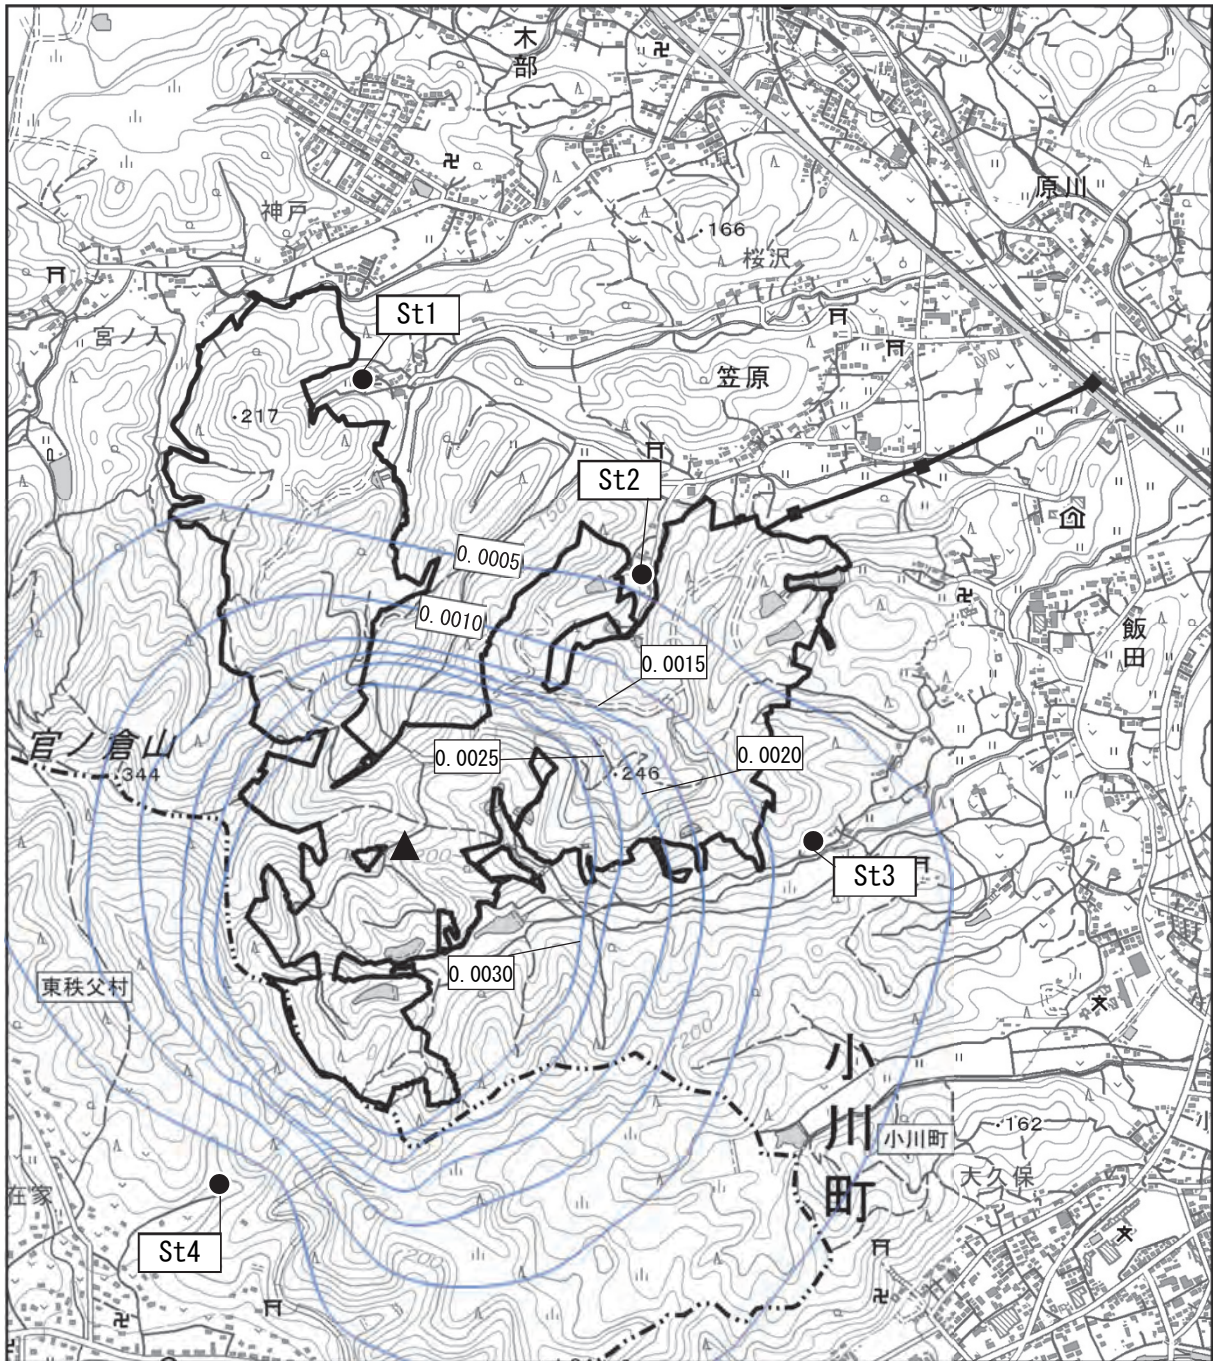 木部
原川
神戸
・166
桜沢
St1
宮ノ入
笠原
・217
St2
150
0.0005
0.0010
飯田
0.0015
官ノ倉山
・344
0.0025
・246
0.0020
200
St3
0.0030
東秩父村
200
小川町
小川町
・162
大久保
在家
St4
200